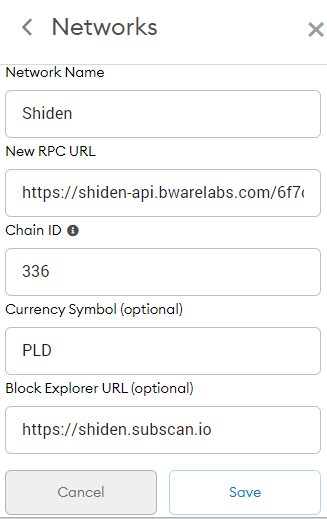 Networks
Network Name
Shiden
New RPC URL
https://shiden-api.bwarelabs.com/6f7c
Chain ID
336
Currency Symbol (optional)
PLD
Block Explorer URL (optional)
https://shiden.subscan.io
Cancel
Save